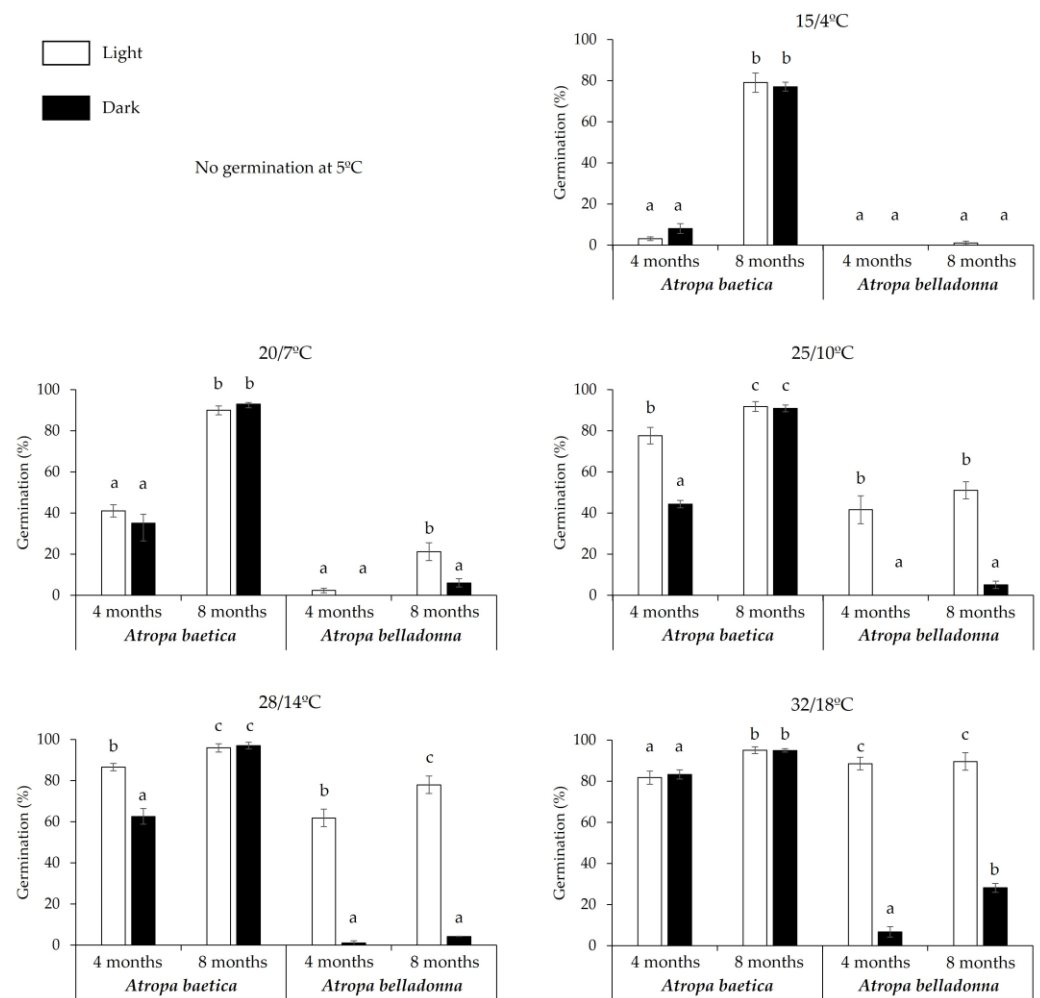 Light
Dark
No germination at 5ºC
15/4ºC
Germination (%)
100
80
60
40
20
0
a a b b a a a a
4 months 8 months 4 months 8 months
Atropa baetica Atropa belladonna
20/7ºC
Germination (%)
100
80
60
40
20
0
a a b b a a b a
4 months 8 months 4 months 8 months
Atropa baetica Atropa belladonna
25/10ºC
Germination (%)
100
80
60
40
20
0
b a c c b a b a
4 months 8 months 4 months 8 months
Atropa baetica Atropa belladonna
28/14ºC
Germination (%)
100
80
60
40
20
0
b a c c b a c a
4 months 8 months 4 months 8 months
Atropa baetica Atropa belladonna
32/18ºC
Germination (%)
100
80
60
40
20
0
a a b b c a c b
4 months 8 months 4 months 8 months
Atropa baetica Atropa belladonna